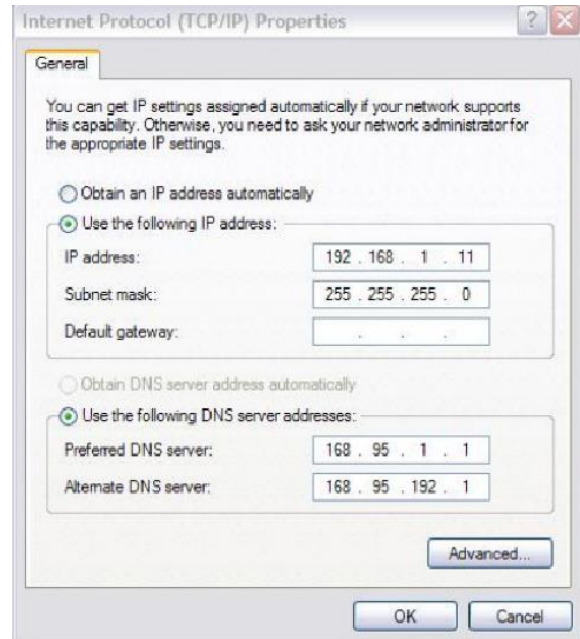 Internet Protocol (TCP/IP) Properties
General
You can get IP settings assigned automatically if your network supports
this capability. Otherwise, you need to ask your network administrator for
the appropriate IP settings.
Obtain an IP address automatically
Use the following IP address:
IP address: 192 . 168 . 1 . 11
Subnet mask: 255 . 255 . 255 . 0
Default gateway: . . .
Obtain DNS server address automatically
Use the following DNS server addresses:
Preferred DNS server: 168 . 95 . 1 . 1
Alternate DNS server: 168 . 95 . 192 . 1
Advanced...
OK Cancel